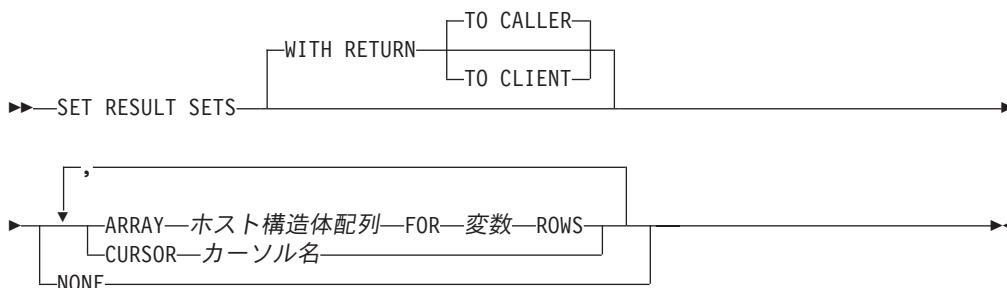 TO CALLER
WITH RETURN
TO CLIENT
SET RESULT SETS
,
ARRAY ホスト構造体配列 FOR 変数 ROWS
CURSOR カーソル名
NONE